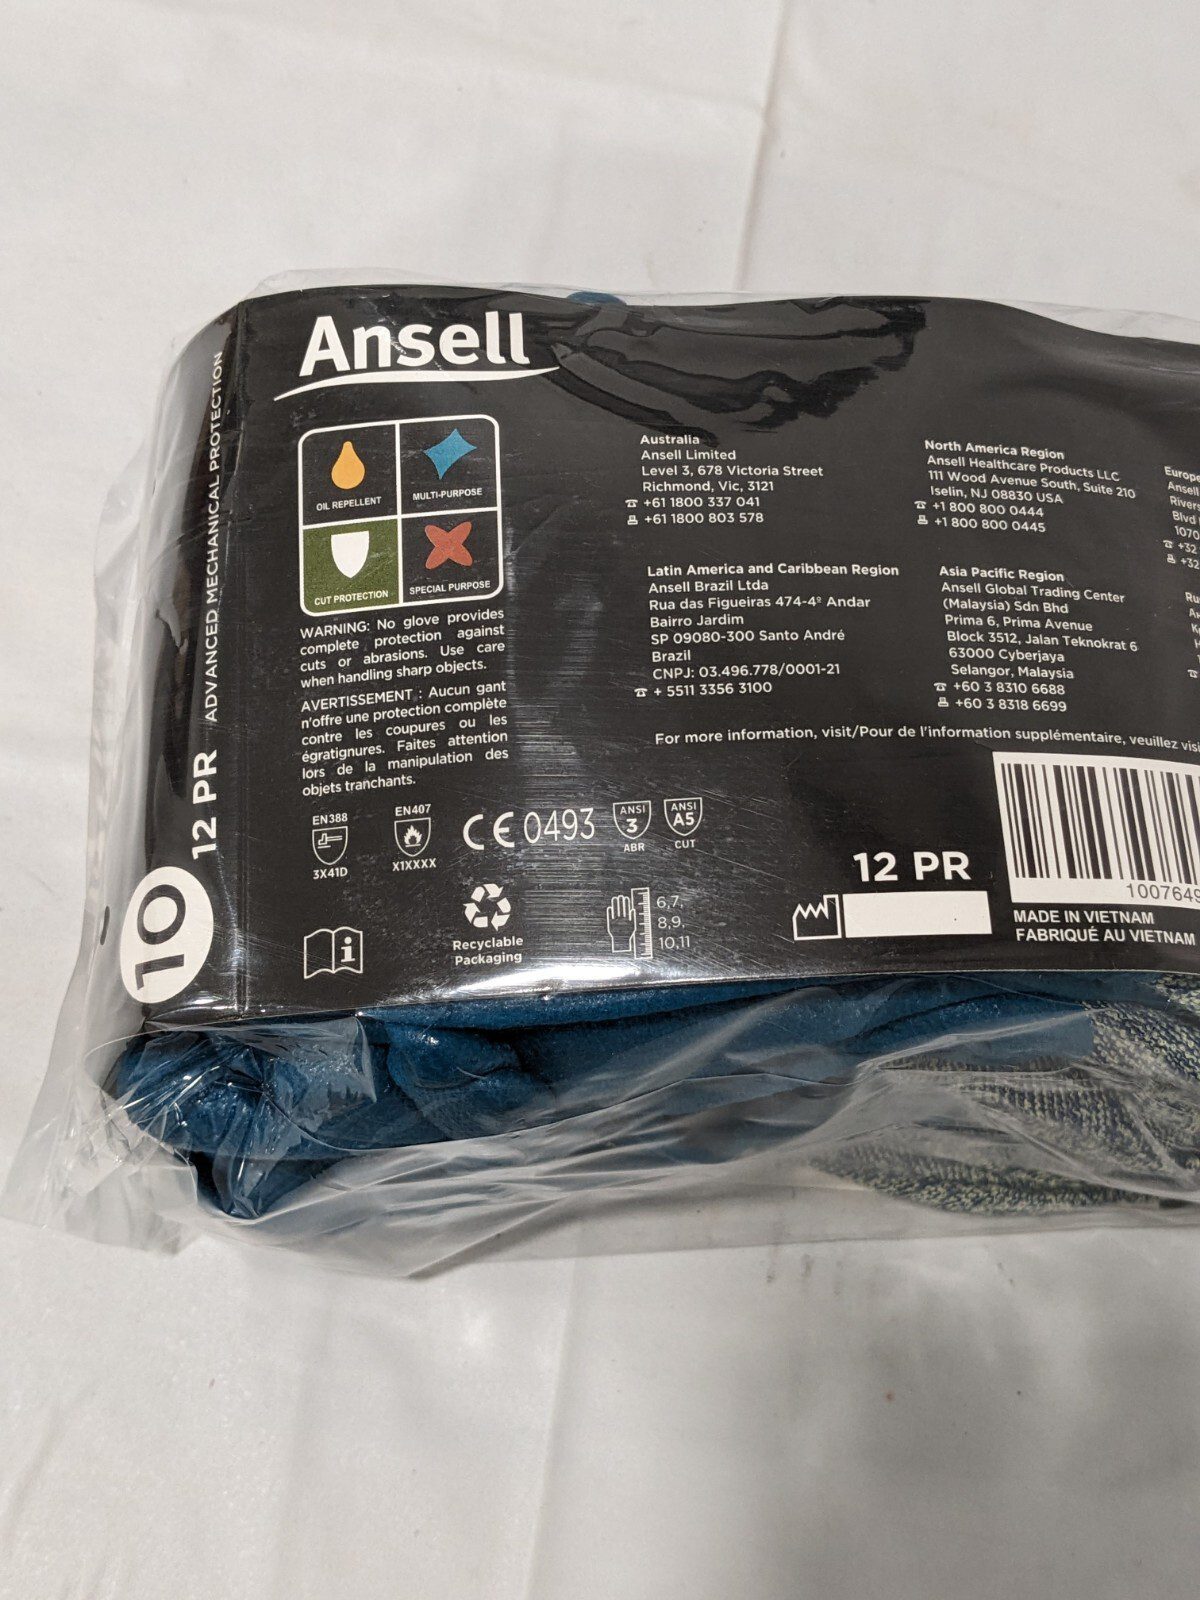 Ansell
OIL REPELLENT
MULTI-PURPOSE
CUT PROTECTION
SPECIAL PURPOSE
WARNING: No glove provides
complete protection against
cuts or abrasions. Use care
when handling sharp objects.
AVERTISSEMENT : Aucun gant
n'offre une protection complète
contre les coupures ou les
égratignures. Faites attention
lors de la manipulation des
objets tranchants.
EN388
3X41D
EN407
X1XXXX
CE 0493
ANSI
3
ABR
ANSI
A5
CUT
i
Recyclable
Packaging
6,7,
8,9,
10,11
Australia
Ansell Limited
Level 3, 678 Victoria Street
Richmond, Vic, 3121
+61 1800 337 041
+61 1800 803 578
North America Region
Ansell Healthcare Products LLC
111 Wood Avenue South, Suite 210
Iselin, NJ 08830 USA
+1 800 800 0444
+1 800 800 0445
Latin America and Caribbean Region
Ansell Brazil Ltda
Rua das Figueiras 474-4º Andar
Bairro Jardim
SP 09080-300 Santo André
Brazil
CNPJ: 03.496.778/0001-21
+ 5511 3356 3100
Asia Pacific Region
Ansell Global Trading Center
(Malaysia) Sdn Bhd
Prima 6, Prima Avenue
Block 3512, Jalan Teknokrat 6
63000 Cyberjaya
Selangor, Malaysia
+60 3 8310 6688
+60 3 8318 6699
Europe
Ansell
Blvd
1070
+32
+32
For more information, visit/Pour de l'information supplémentaire, veuillez
12 PR
1007649
MADE IN VIETNAM
FABRIQUÉ AU VIETNAM
10
12 PR ADVANCED MECHANICAL PROTECTION